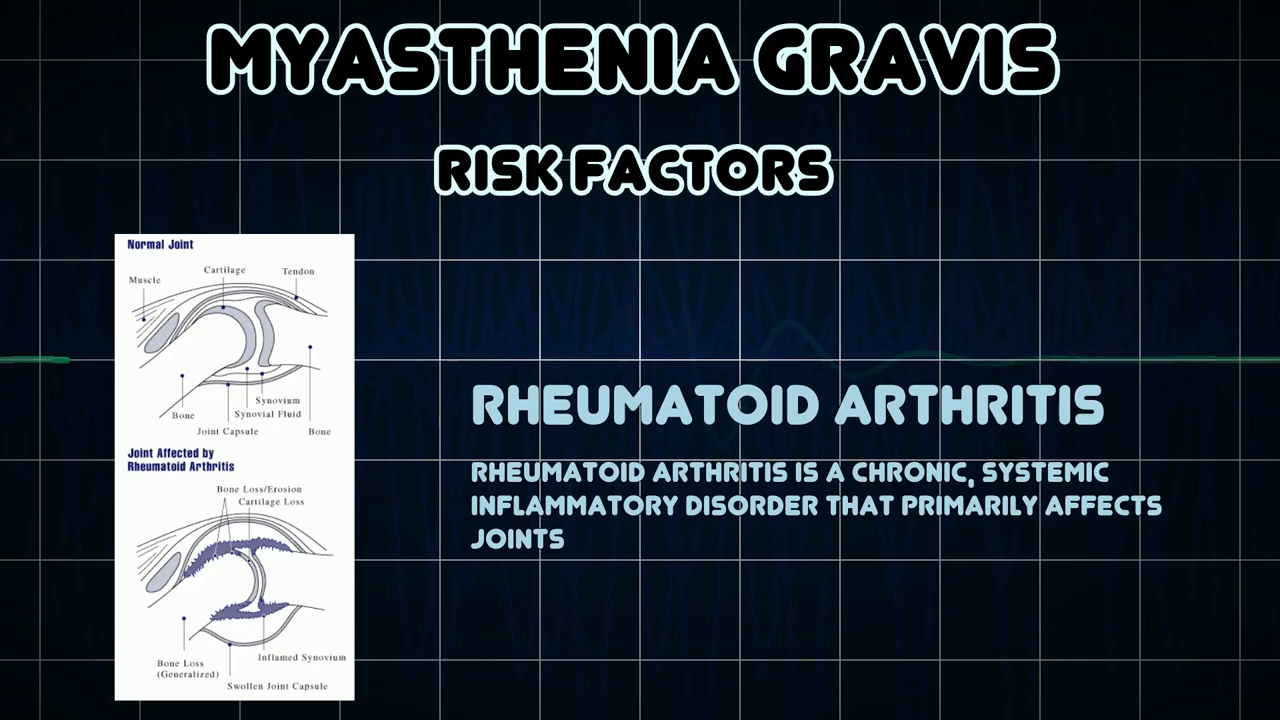 MYASTHENIA GRAVIS
RISK FACTORS
Normal Joint
Cartilage
Tendon
Muscle
Synovium
Bone
Synovial Fluid
Joint Capsule
Bone
Joint Affected by
Rheumatoid Arthritis
Bone Loss/Erosion
Cartilage Loss
Inflamed Synovium
Bone Loss
(Generalized)
Swollen Joint Capsule
RHEUMATOID ARTHRITIS
RHEUMATOID ARTHRITIS IS A CHRONIC, SYSTEMIC
INFLAMMATORY DISORDER THAT PRIMARILY AFFECTS
JOINTS